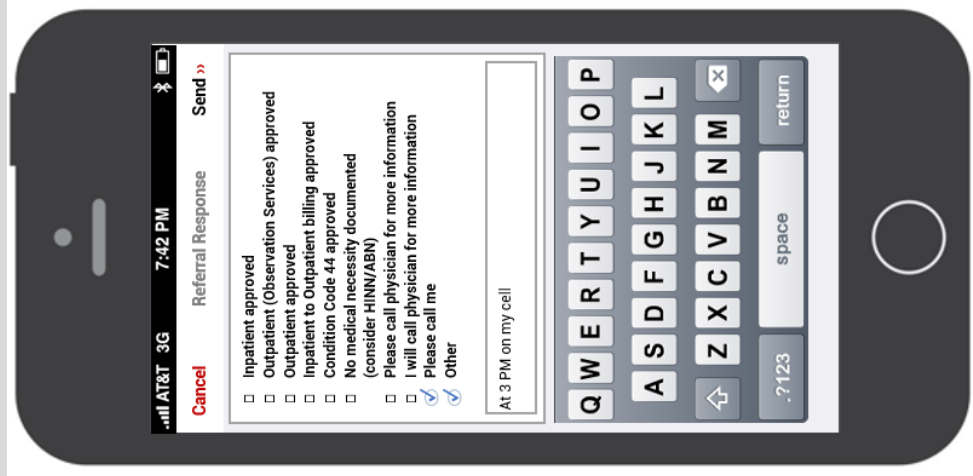 AT&T 3G 7:42 PM
Cancel Referral Response Send ››
Inpatient approved
Outpatient (Observation Services) approved
Outpatient approved
Inpatient to Outpatient billing approved
Condition Code 44 approved
No medical necessity documented
(consider HINN/ABN)
Please call physician for more information
I will call physician for more information
Please call me
Other
At 3 PM on my cell
Q W E R T Y U I O P
A S D F G H J K L
Z X C V B N M
.?123 space return